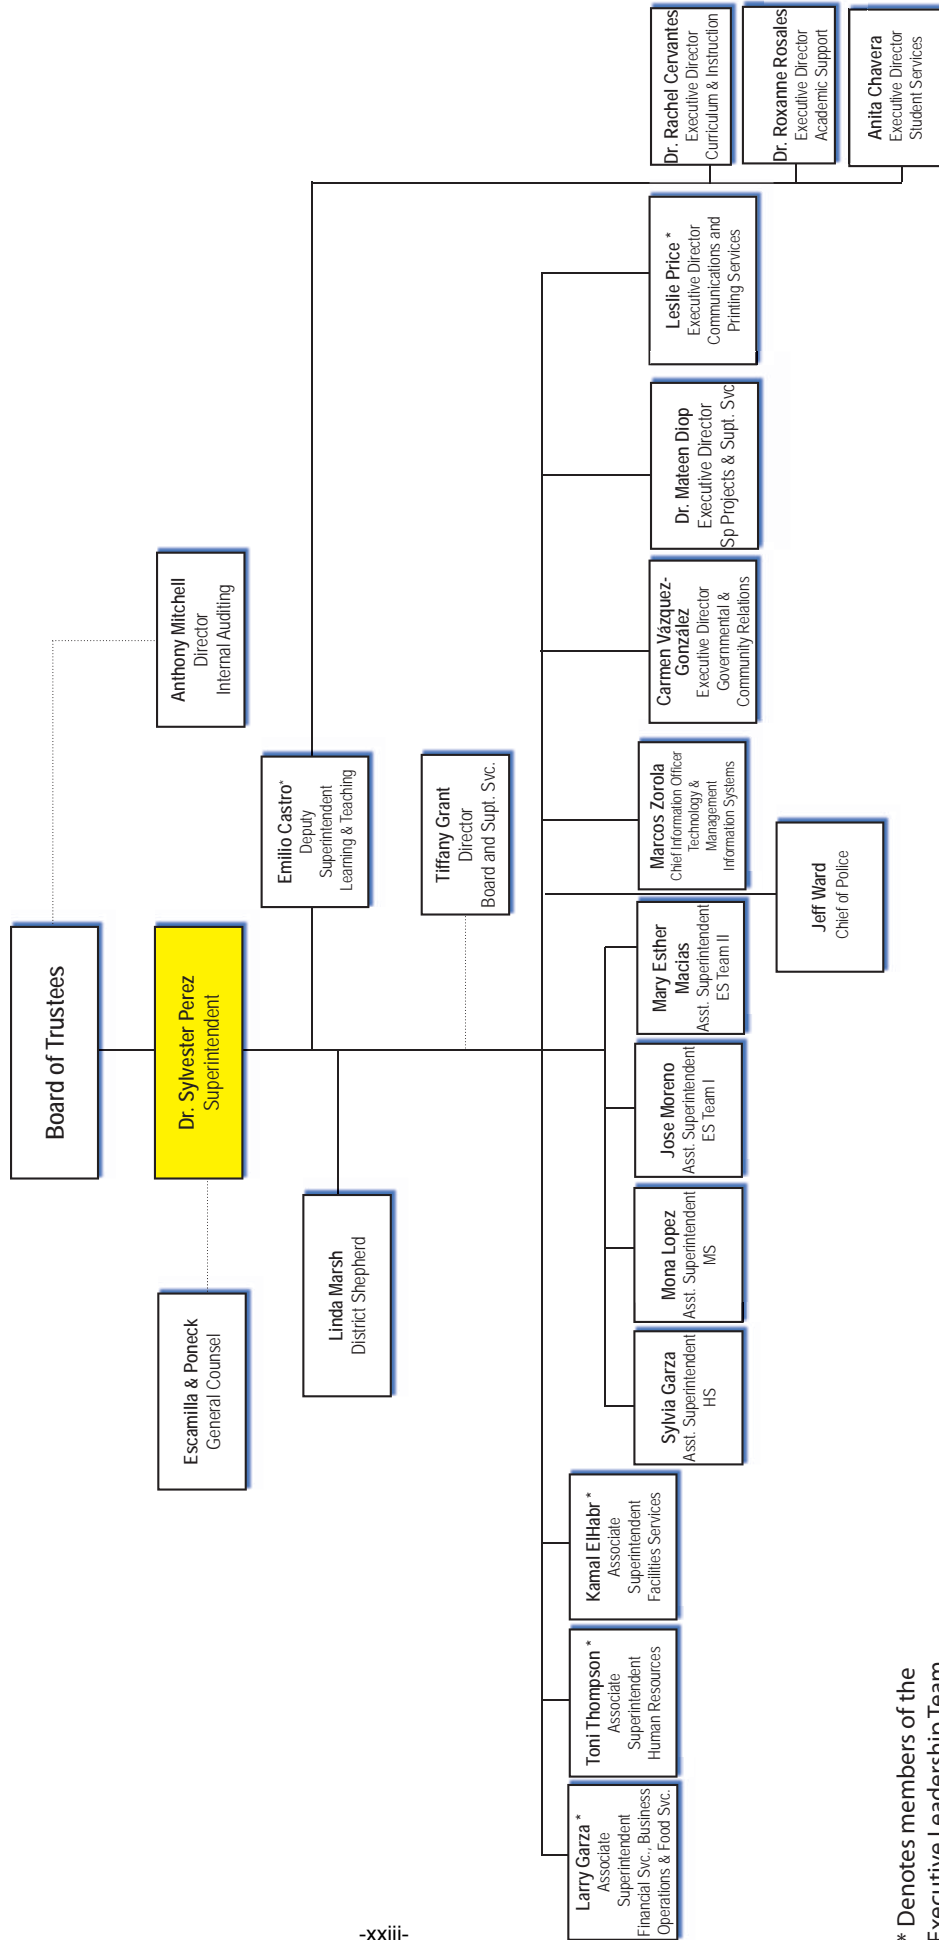 Board of Trustees
Dr. Sylvester Perez
Superintendent
Escamilla & Poneck
General Counsel
Anthony Mitchell
Director
Internal Auditing
Emilio Castro*
Deputy
Superintendent
Learning & Teaching
Linda Marsh
District Shepherd
Tiffany Grant
Director
Board and Supt. Svc.
Larry Garza *
Associate
Superintendent
Financial Svc., Business
Operations & Food Svc.
Toni Thompson *
Associate
Superintendent
Human Resources
Kamal ElHabr *
Associate
Superintendent
Facilities Services
Sylvia Garza
Asst. Superintendent
HS
Mona Lopez
Asst. Superintendent
MS
Jose Moreno
Asst. Superintendent
ES Team I
Mary Esther
Macias
Asst. Superintendent
ES Team II
Marcos Zorola
Chief Information Officer
Technology &
Management
Information Systems
Carmen Vázquez-
González
Executive Director
Governmental &
Community Relations
Dr. Mateen Diop
Executive Director
Sp Projects & Supt. Svc
Leslie Price *
Executive Director
Communications and
Printing Services
Dr. Rachel Cervantes
Executive Director
Curriculum & Instruction
Dr. Roxanne Rosales
Executive Director
Academic Support
Anita Chavera
Executive Director
Student Services
Jeff Ward
Chief of Police
* Denotes members of the
Executive Leadership Team
-xxiii-